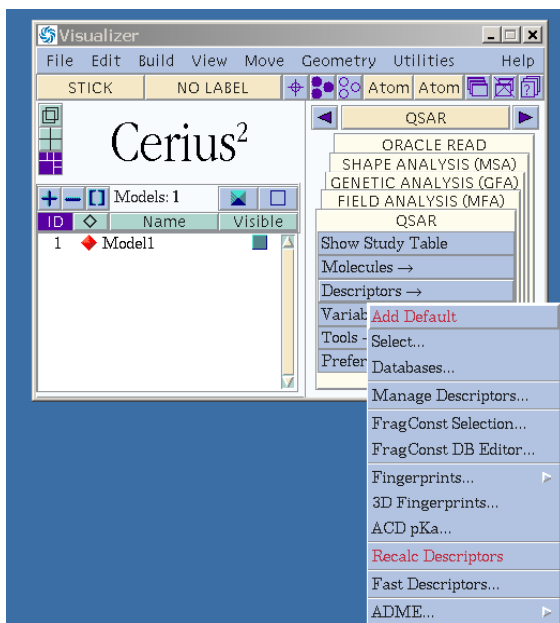 Visualizer
File Edit Build View Move Geometry Utilities Help
STICK NO LABEL Atom Atom
Cerius2
QSAR
ORACLE READ
SHAPE ANALYSIS (MSA)
GENETIC ANALYSIS (GFA)
FIELD ANALYSIS (MFA)
QSAR
Models: 1
ID Name Visible
1 Model1
Show Study Table
Molecules →
Descriptors →
Variab
Tools -
Prefer
Add Default
Select...
Databases...
Manage Descriptors...
FragConst Selection...
FragConst DB Editor...
Fingerprints...
3D Fingerprints...
ACD pKa...
Recalc Descriptors
Fast Descriptors...
ADME...